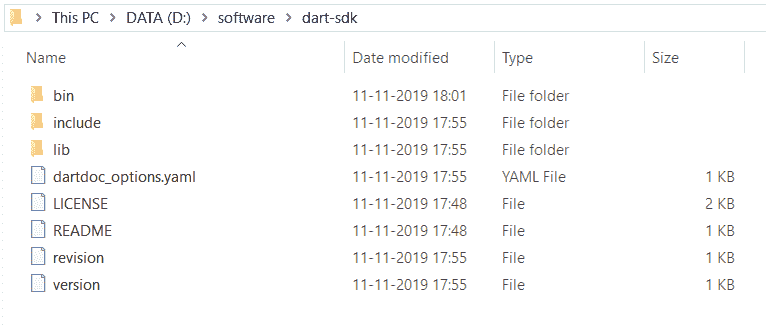 This PC > DATA (D:) > software > dart-sdk
Name Date modified Type Size
bin 11-11-2019 18:01 File folder
include 11-11-2019 17:55 File folder
lib 11-11-2019 17:55 File folder
dartdoc_options.yaml 11-11-2019 17:55 YAML File 1 KB
LICENSE 11-11-2019 17:48 File 2 KB
README 11-11-2019 17:48 File 1 KB
revision 11-11-2019 17:55 File 1 KB
version 11-11-2019 17:55 File 1 KB